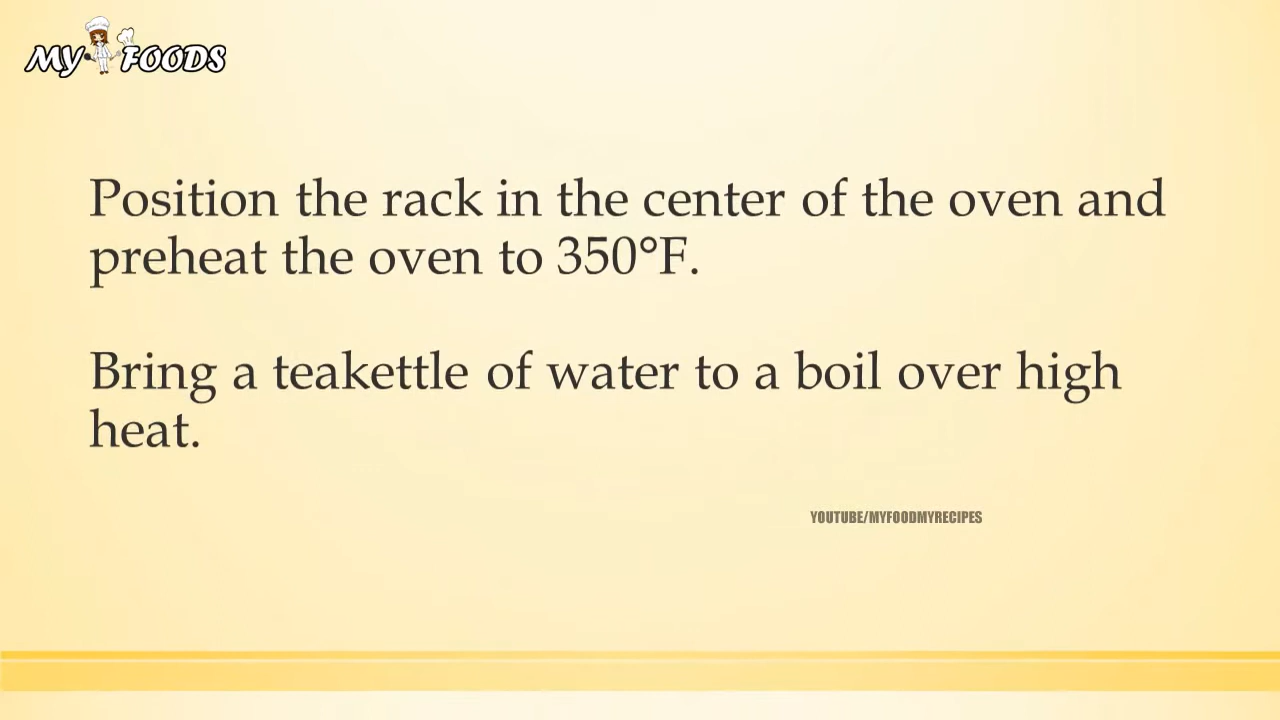 MY FOODS
Position the rack in the center of the oven and
preheat the oven to 350°F.
Bring a teakettle of water to a boil over high
heat.
YOUTUBE/MYFOODMYRECIPES